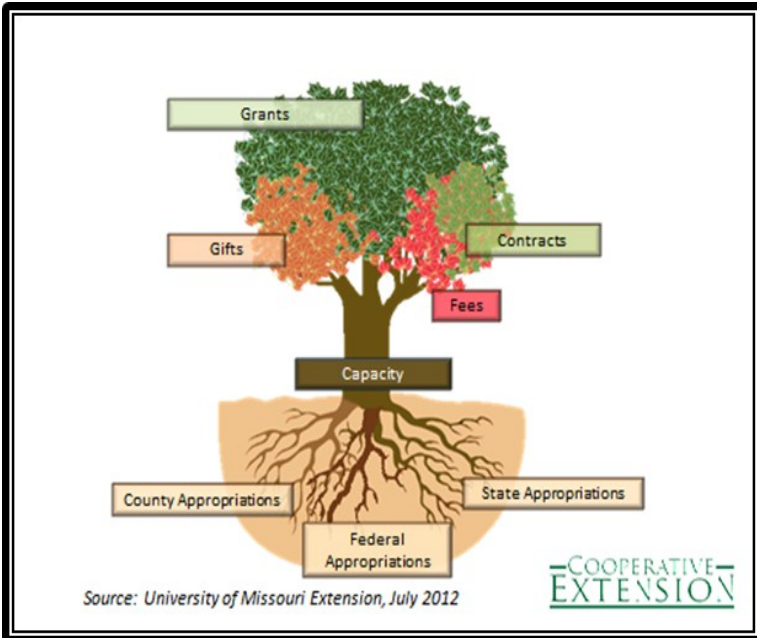 Grants
Gifts
Contracts
Fees
Capacity
County Appropriations
State Appropriations
Federal
Appropriations
Source: University of Missouri Extension, July 2012
COOPERATIVE
EXTENSION